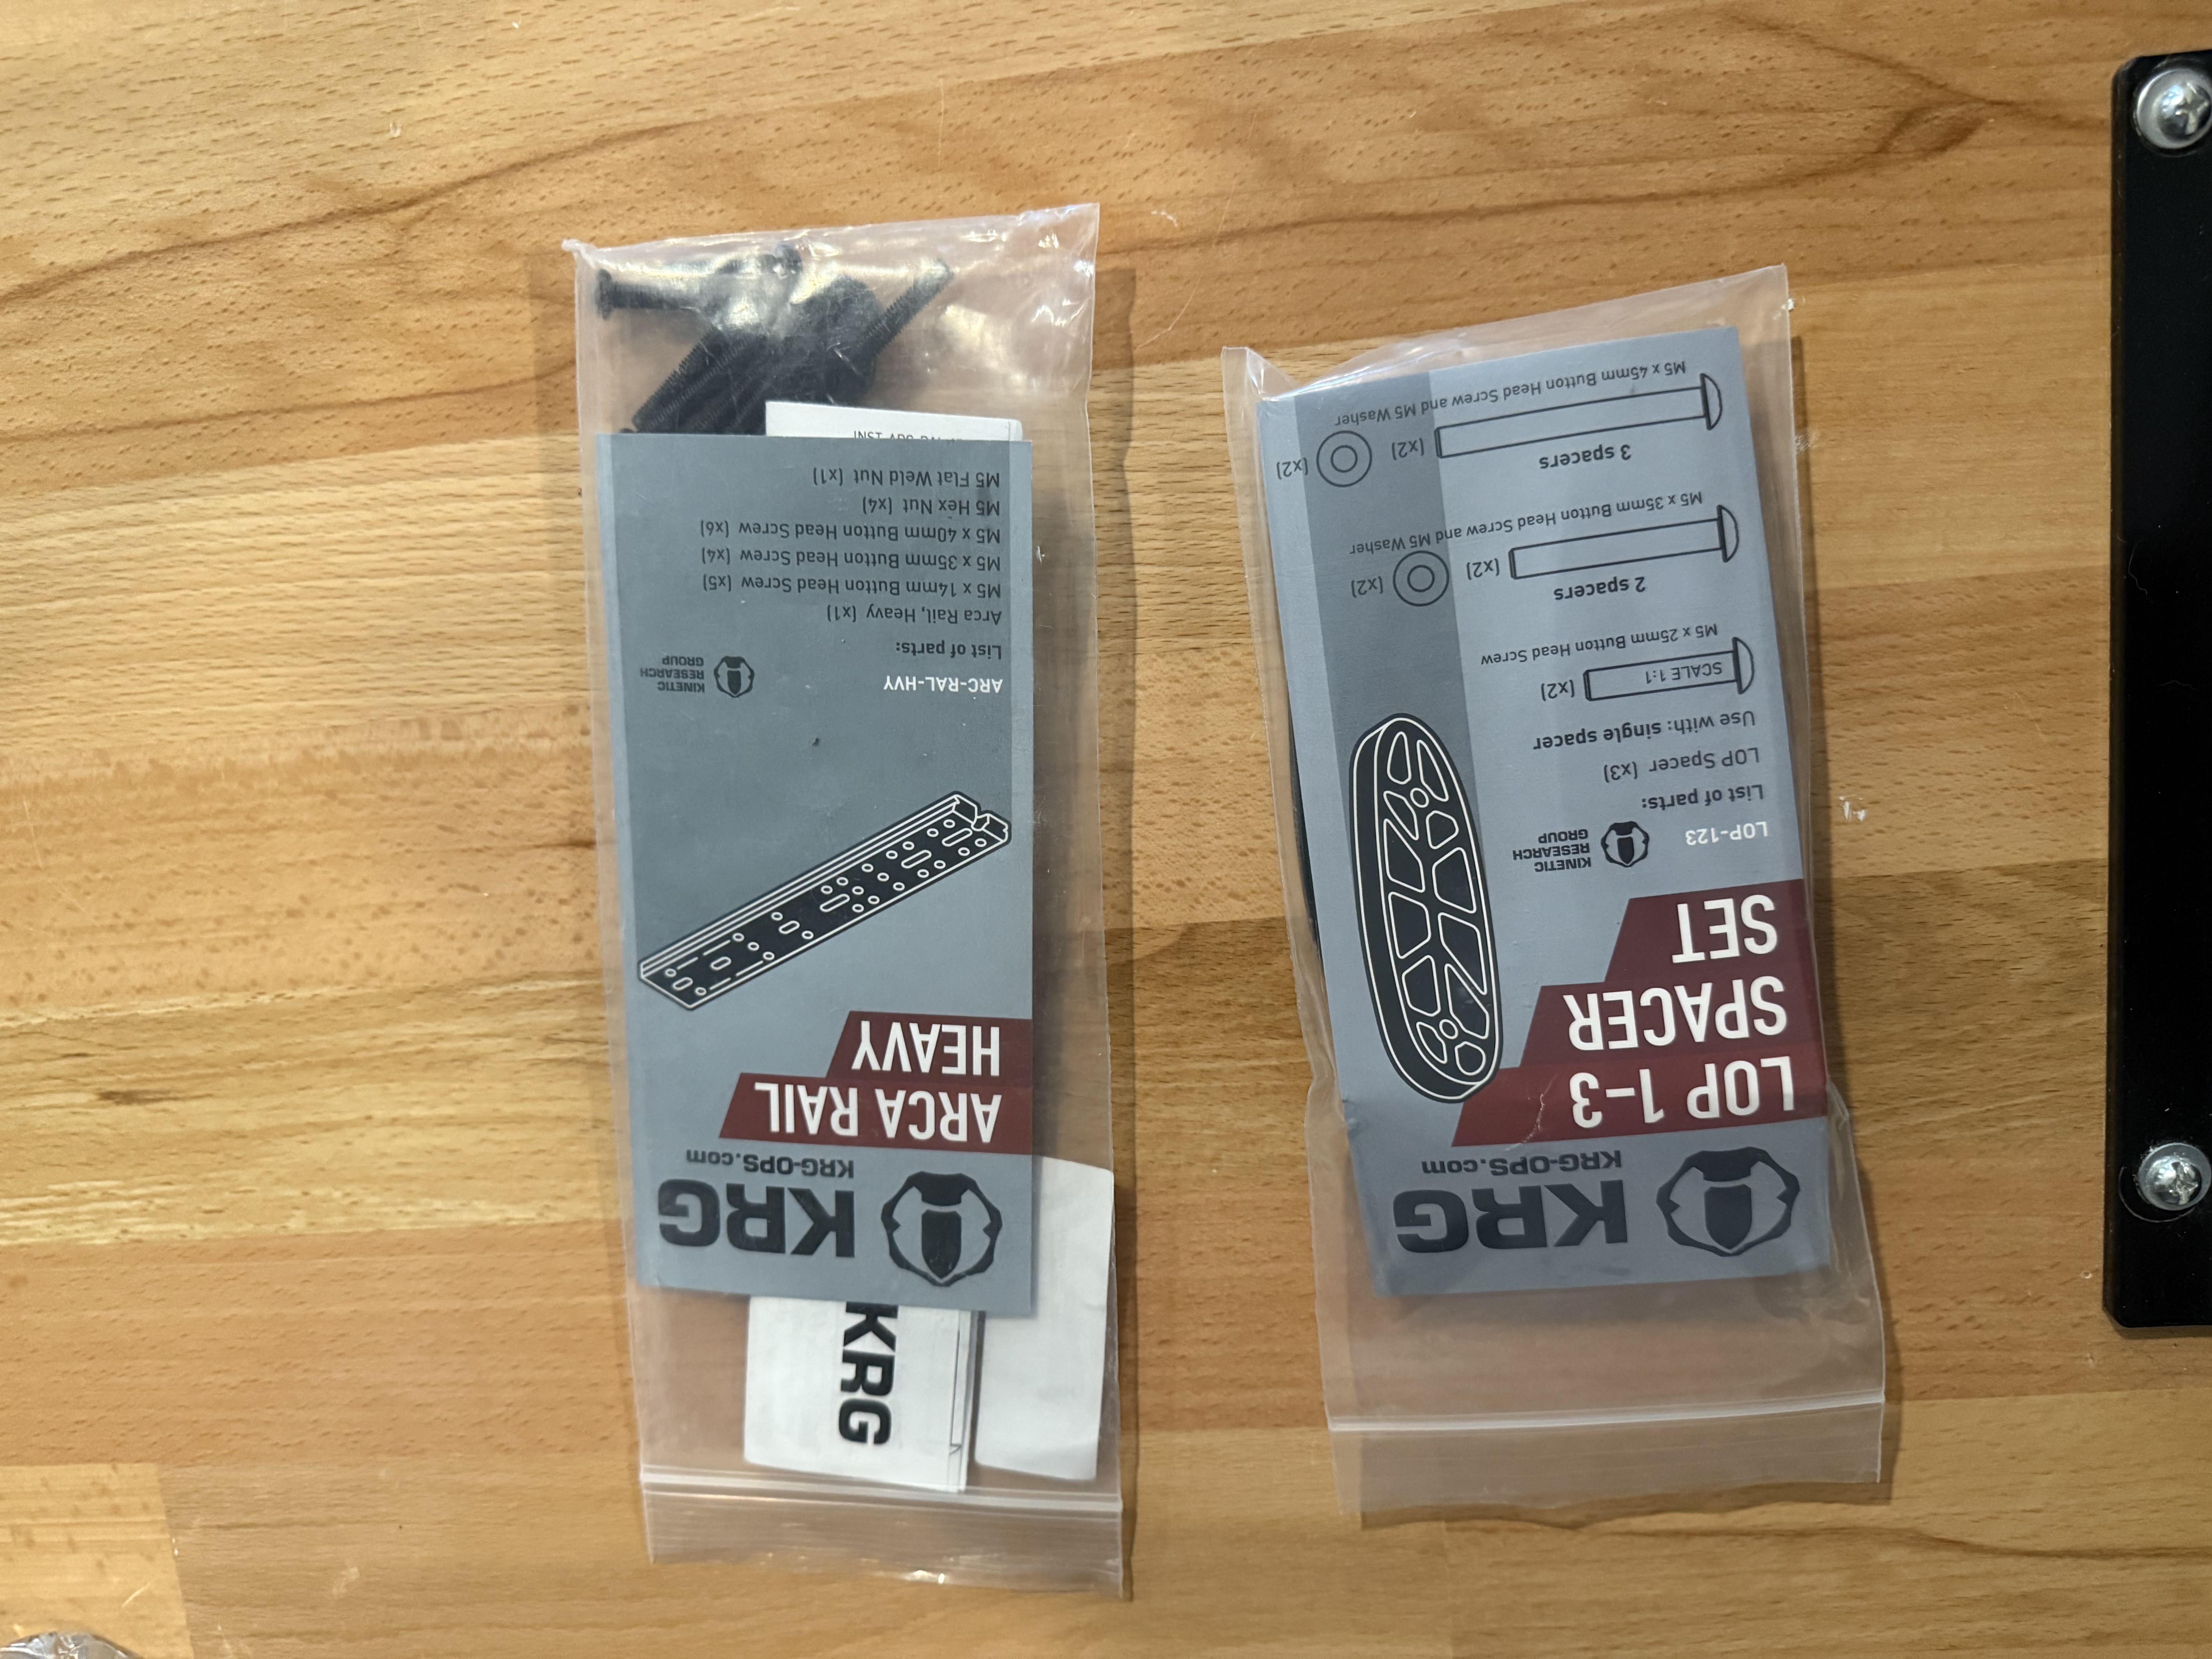 KRG
KRG-OPS.com
ARCA RAIL
HEAVY
ARC-RAL-HVY
KINETIC
RESEARCH
GROUP
List of parts:
Arca Rail, Heavy (x1)
M5 x 14mm Button Head Screw (x5)
M5 x 35mm Button Head Screw (x4)
M5 x 40mm Button Head Screw (x6)
M5 Hex Nut (x4)
M5 Flat Weld Nut (x1)
KRG
KRG
KRG-OPS.com
LOP 1-3
SPACER
SET
LOP-123
KINETIC
RESEARCH
GROUP
List of parts:
LOP Spacer (x3)
Use with: single spacer
SCALE 1:1
(x2)
M5 x 25mm Button Head Screw
2 spacers
(x2)
(x2)
M5 x 35mm Button Head Screw and M5 Washer
3 spacers
(x2)
(x2)
M5 x 45mm Button Head Screw and M5 Washer